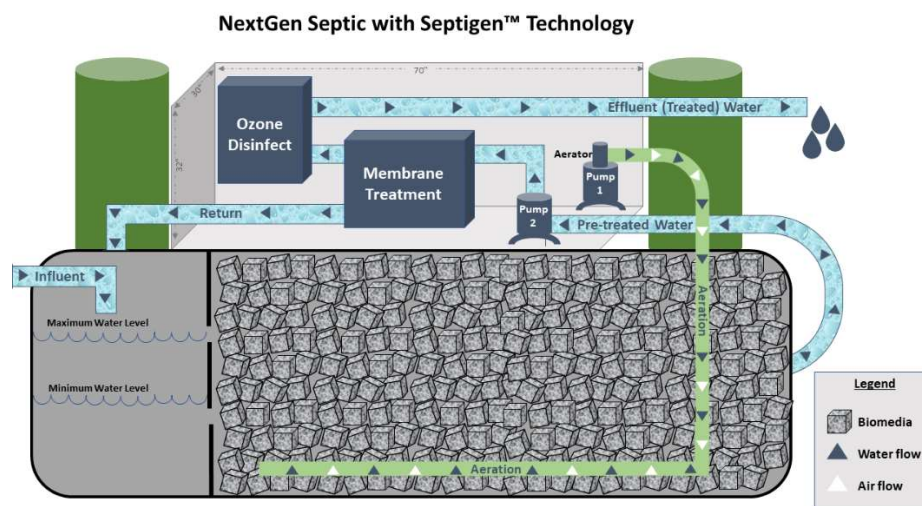 NextGen Septic with Septigen™ Technology
70"
30"
32"
Ozone
Disinfect
Effluent (Treated) Water
Membrane
Treatment
Aerator
Pump
1
Pump
2
Return
Pre-treated Water
Influent
Maximum Water Level
Minimum Water Level
Aeration
Aeration
Legend
Biomedia
Water flow
Air flow